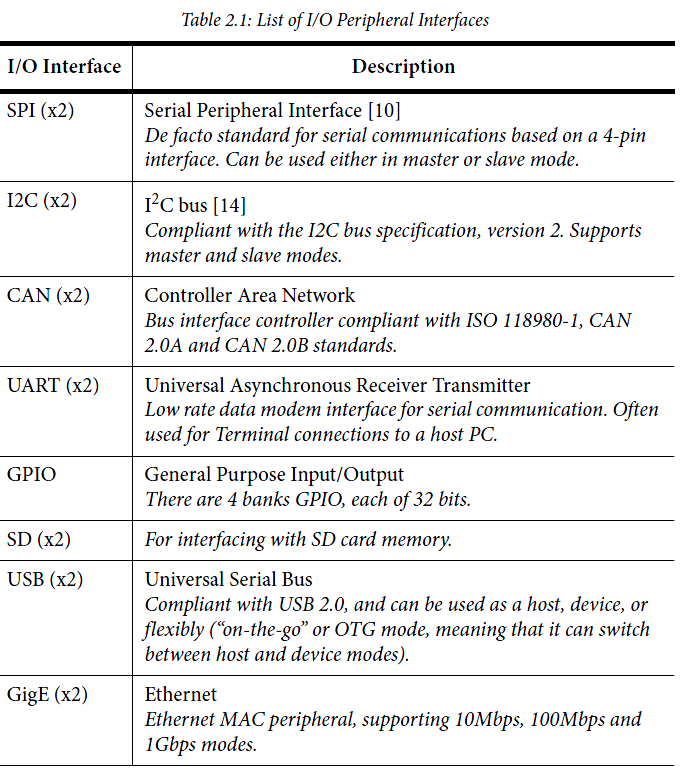 Table 2.1: List of I/O Peripheral Interfaces
I/O Interface Description
SPI (x2) Serial Peripheral Interface [10]
De facto standard for serial communications based on a 4-pin
interface. Can be used either in master or slave mode.
I2C (x2) I²C bus [14]
Compliant with the I2C bus specification, version 2. Supports
master and slave modes.
CAN (x2) Controller Area Network
Bus interface controller compliant with ISO 118980-1, CAN
2.0A and CAN 2.0B standards.
UART (x2) Universal Asynchronous Receiver Transmitter
Low rate data modem interface for serial communication. Often
used for Terminal connections to a host PC.
GPIO General Purpose Input/Output
There are 4 banks GPIO, each of 32 bits.
SD (x2) For interfacing with SD card memory.
USB (x2) Universal Serial Bus
Compliant with USB 2.0, and can be used as a host, device, or
flexibly (“on-the-go” or OTG mode, meaning that it can switch
between host and device modes).
GigE (x2) Ethernet
Ethernet MAC peripheral, supporting 10Mbps, 100Mbps and
1Gbps modes.